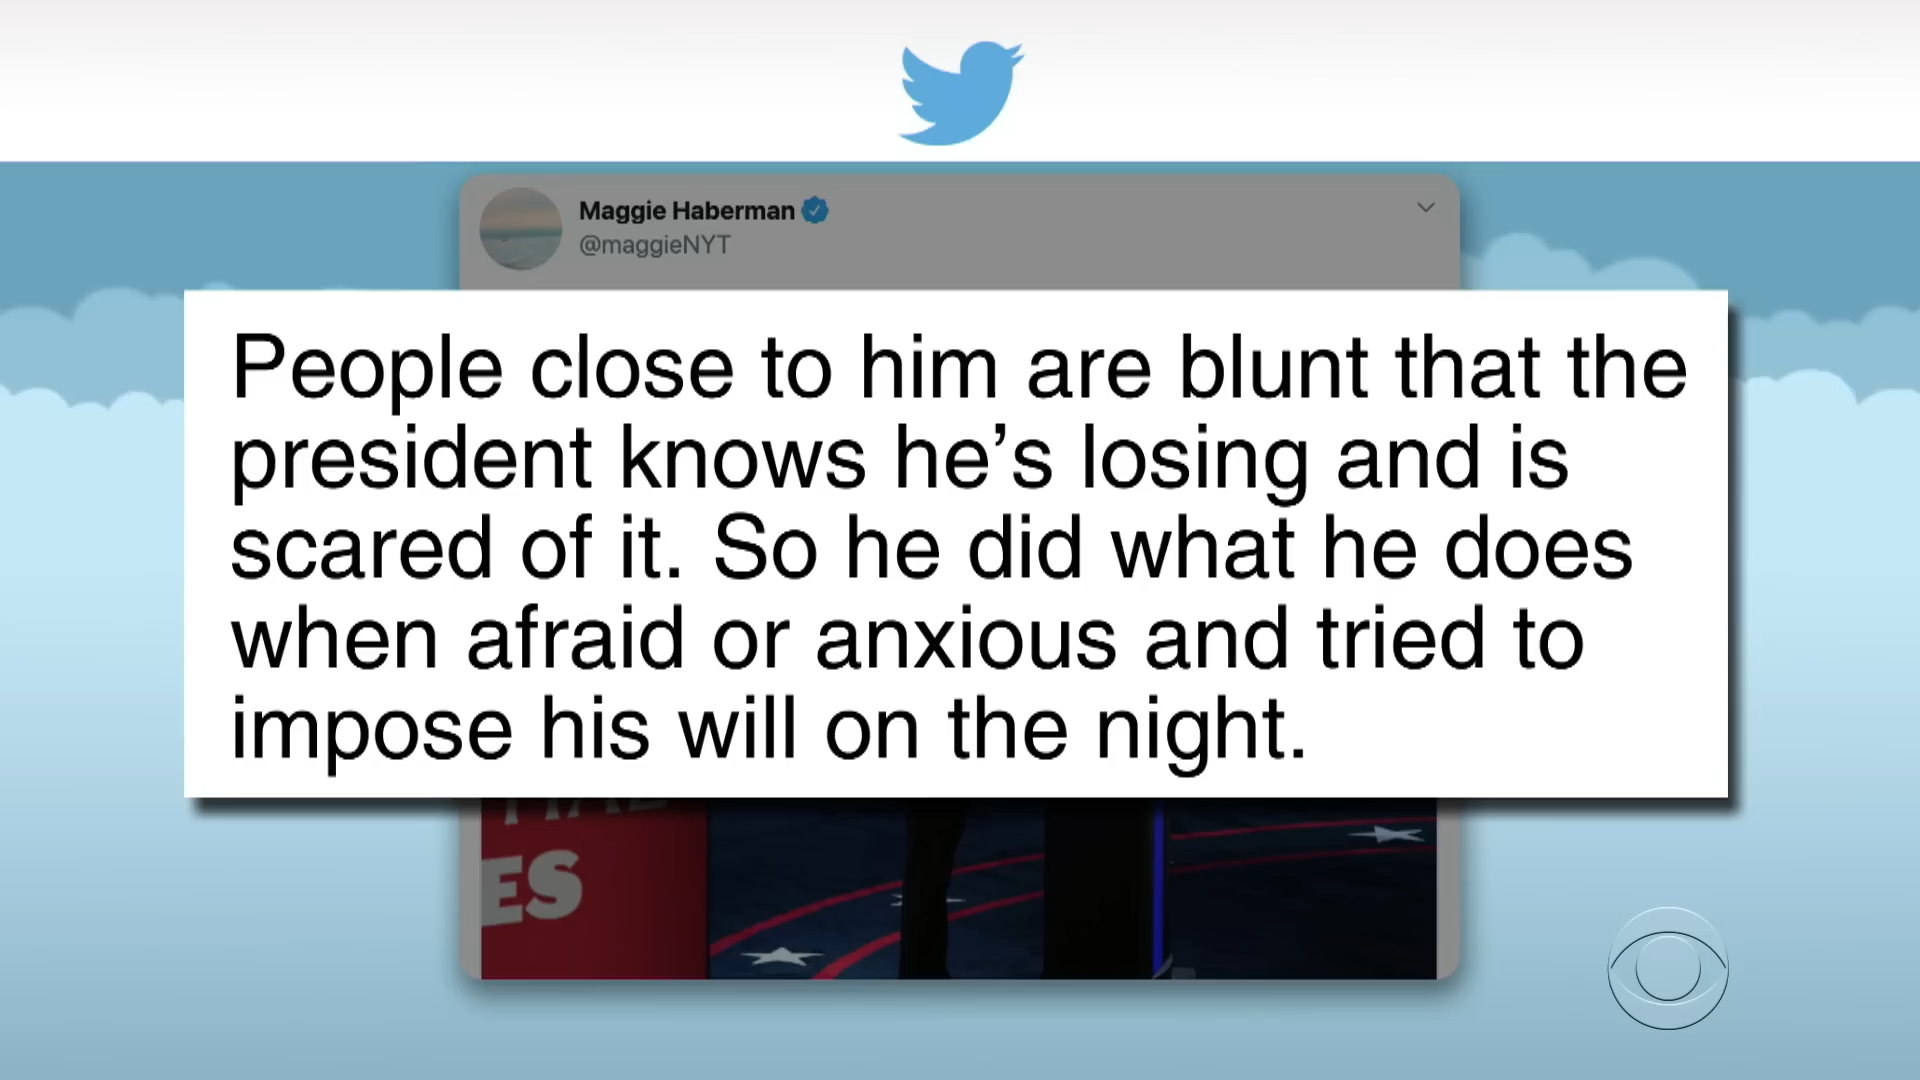 Maggie Haberman
@maggieNYT
People close to him are blunt that the
president knows he’s losing and is
scared of it. So he did what he does
when afraid or anxious and tried to
impose his will on the night.
ES